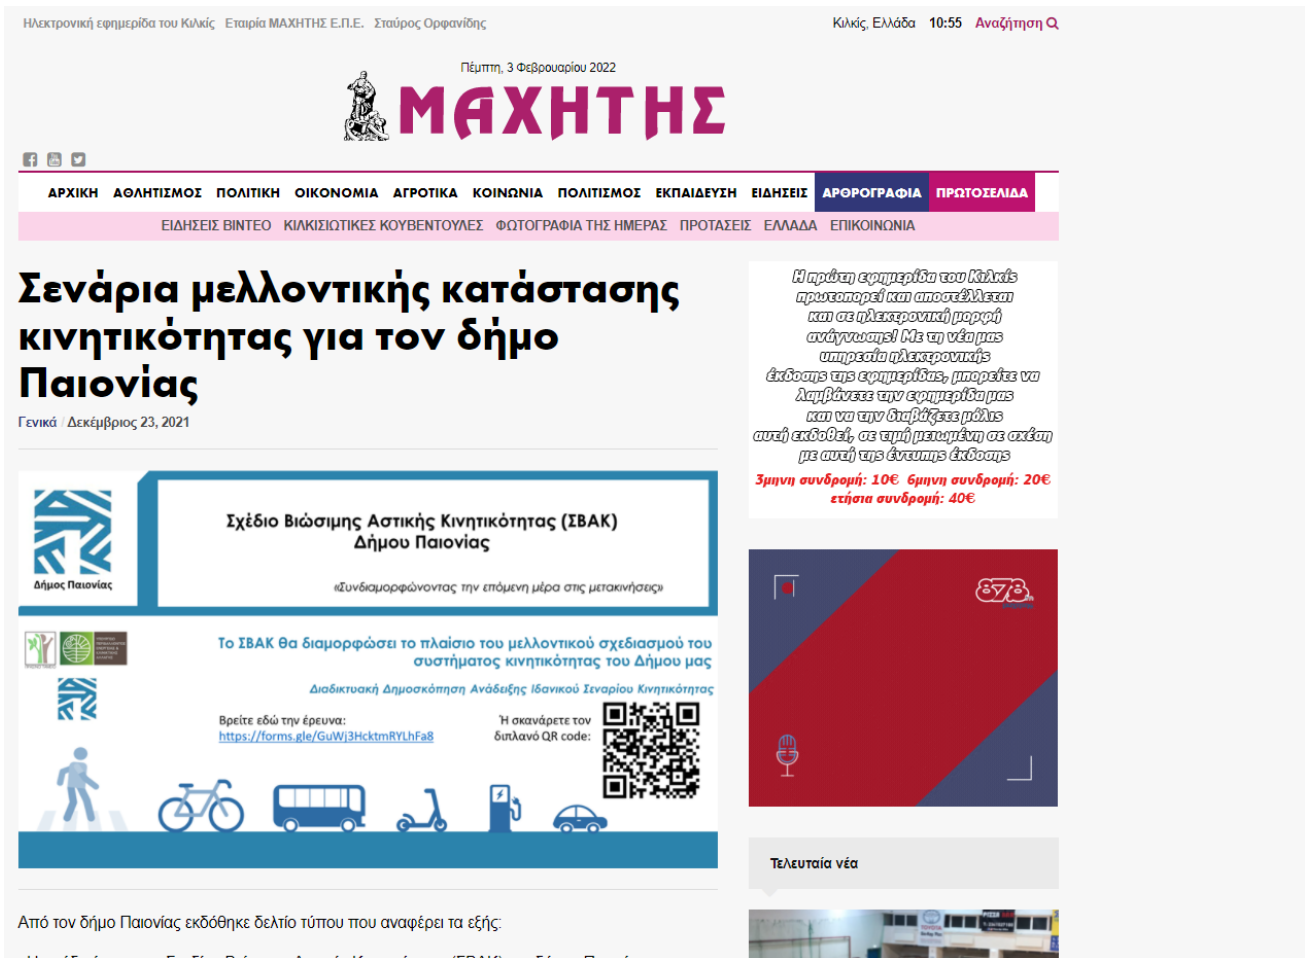 Ηλεκτρονική εφημερίδα του Κιλκίς Εταιρία ΜΑΧΗΤΗΣ Ε.Π.Ε. Σταύρος Ορφανίδης
Κιλκίς, Ελλάδα 10:55 Αναζήτηση
Πέμπτη, 3 Φεβρουαρίου 2022
ΜΑΧΗΤΗΣ
ΑΡΧΙΚΗ ΑΘΛΗΤΙΣΜΟΣ ΠΟΛΙΤΙΚΗ ΟΙΚΟΝΟΜΙΑ ΑΓΡΟΤΙΚΑ ΚΟΙΝΩΝΙΑ ΠΟΛΙΤΙΣΜΟΣ ΕΚΠΑΙΔΕΥΣΗ ΕΙΔΗΣΕΙΣ ΑΡΘΡΟΓΡΑΦΙΑ ΠΡΩΤΟΣΕΛΙΔΑ
ΕΙΔΗΣΕΙΣ ΒΙΝΤΕΟ ΚΙΛΚΙΣΙΩΤΙΚΕΣ ΚΟΥΒΕΝΤΟΥΛΕΣ ΦΩΤΟΓΡΑΦΙΑ ΤΗΣ ΗΜΕΡΑΣ ΠΡΟΤΑΣΕΙΣ ΕΛΛΑΔΑ ΕΠΙΚΟΙΝΩΝΙΑ
Σενάρια μελλοντικής κατάστασης
κινητικότητας για τον δήμο
Παιονίας
Γενικά / Δεκέμβριος 23, 2021
Δήμος Παιονίας
Σχέδιο Βιώσιμης Αστικής Κινητικότητας (ΣΒΑΚ)
Δήμου Παιονίας
«Συνδιαμορφώνοντας την επόμενη μέρα στις μετακινήσεις»
Το ΣΒΑΚ θα διαμορφώσει το πλαίσιο του μελλοντικού σχεδιασμού του
συστήματος κινητικότητας του Δήμου μας
Διαδικτυακή Δημοσκόπηση Ανάδειξης Ιδανικού Σεναρίου Κινητικότητας
Βρείτε εδώ την έρευνα:
https://forms.gle/GuWj3HcktmRYLhFa8
Ή σκανάρετε τον
διπλανό QR code:
Από τον δήμο Παιονίας εκδόθηκε δελτίο τύπου που αναφέρει τα εξής:
Η πρώτη εφημερίδα του Κιλκίς
πρωτοπορεί και αποστέλλεται
και σε ηλεκτρονική μορφή
ανάγνωσης! Με τη νέα μας
υπηρεσία ηλεκτρονικής
έκδοσης της εφημερίδας, μπορείτε να
λαμβάνετε την εφημερίδα μας
και να την διαβάζετε μόλις
αυτή εκδοθεί, σε τιμή μειωμένη σε σχέση
με αυτή της έντυπης έκδοσης
3μηνη συνδρομή: 10€ 6μηνη συνδρομή: 20€
ετήσια συνδρομή: 40€
878
Τελευταία νέα
TOYOTA